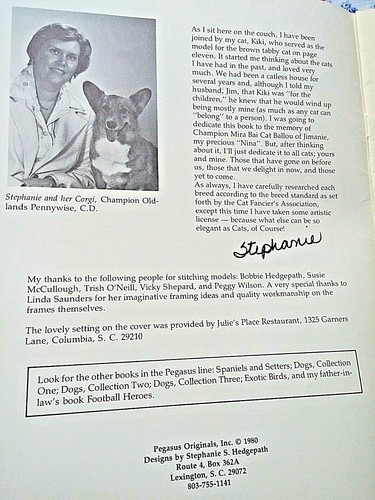 As I sit here on the couch, I have been
joined by my cat, Kiki, who served as the
model for the brown tabby cat on page
eleven. It started me thinking about the cats
I have had in the past, and loved very
much. We had been a catless house for
several years and, although I told my
husband, Jim, that Kiki was "for the
children," he knew that he would wind up
being mostly mine (as much as any cat can
"belong" to a person). I was going to
dedicate this book to the memory of
Champion Mira Bai Cat Ballou of Jimanie,
my precious "Nina". But, after thinking
about it, I'll just dedicate it to all cats; yours
and mine. Those that have gone on before
us, those that we delight in now, and those
yet to come.
As always, I have carefully researched each
breed according to the breed standard as set
forth by the Cat Fancier's Association,
except this time I have taken some artistic
license — because what else can be so
elegant as Cats, of Course!
Stephanie
Stephanie and her Corgi, Champion Old-
lands Pennywise, C.D.
My thanks to the following people for stitching models: Bobbie Hedgepath, Susie
McCullough, Trish O'Neill, Vicky Shepard, and Peggy Wilson. A very special thanks to
Linda Saunders for her imaginative framing ideas and quality workmanship on the
frames themselves.
The lovely setting on the cover was provided by Julie's Place Restaurant, 1325 Garners
Lane, Columbia, S. C. 29210
Look for the other books in the Pegasus line: Spaniels and Setters; Dogs, Collection
One; Dogs, Collection Two; Dogs, Collection Three; Exotic Birds, and my father-in-
law's book Football Heroes.
Pegasus Originals, Inc. © 1980
Designs by Stephanie S. Hedgepath
Route 4, Box 362A
Lexington, S. C. 29072
803-755-1141